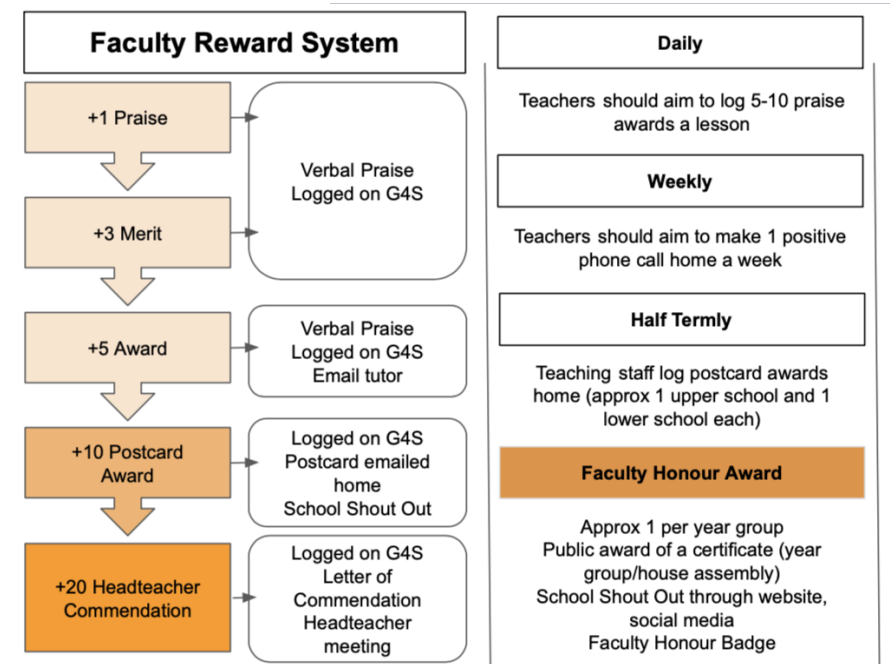 Faculty Reward System
+1 Praise
+3 Merit
Verbal Praise
Logged on G4S
+5 Award
Verbal Praise
Logged on G4S
Email tutor
+10 Postcard
Award
Logged on G4S
Postcard emailed
home
School Shout Out
+20 Headteacher
Commendation
Logged on G4S
Letter of
Commendation
Headteacher
meeting
Daily
Teachers should aim to log 5-10 praise
awards a lesson
Weekly
Teachers should aim to make 1 positive
phone call home a week
Half Termly
Teaching staff log postcard awards
home (approx 1 upper school and 1
lower school each)
Faculty Honour Award
Approx 1 per year group
Public award of a certificate (year
group/house assembly)
School Shout Out through website,
social media
Faculty Honour Badge